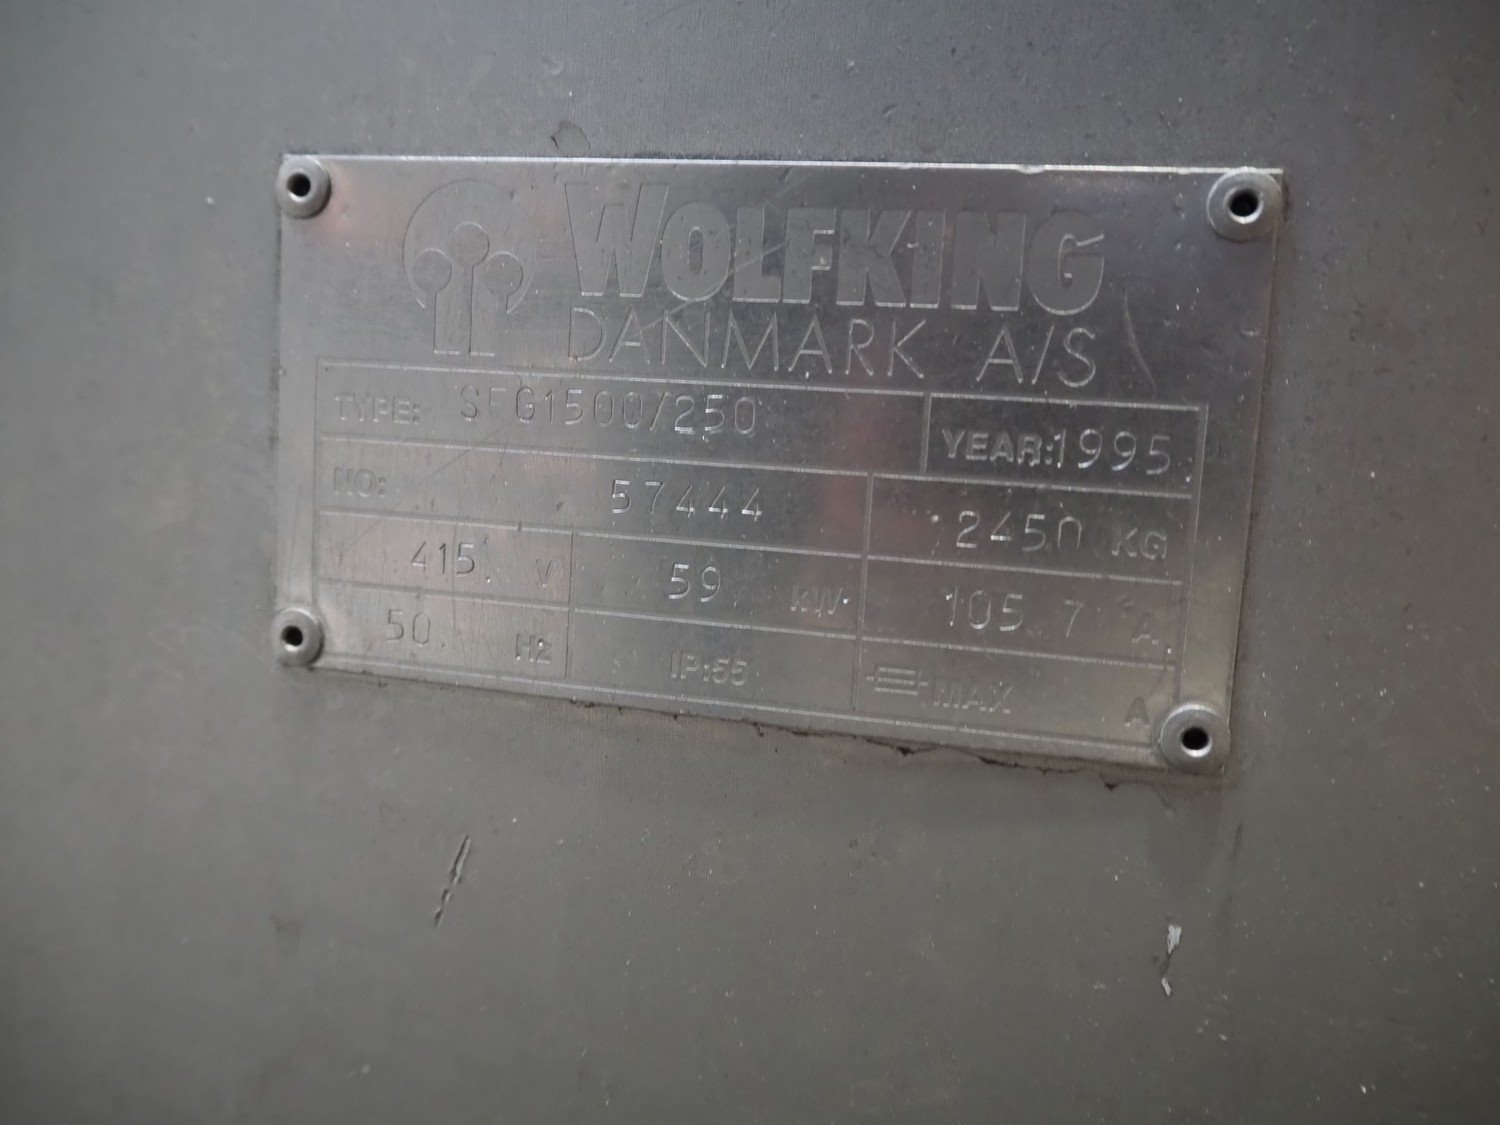 WOLFKING
DANMARK A/S
TYPE: SFG1500/250 YEAR:1995
NO: 57444 2450 KG
415 V 59 kW 105.7 A
50 Hz IP:55 MAX A